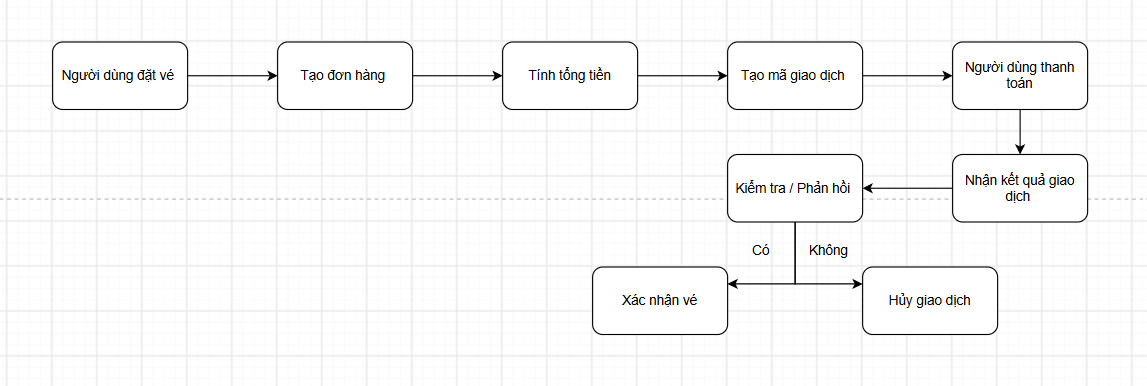 Người dùng đặt vé
Tạo đơn hàng
Tính tổng tiền
Tạo mã giao dịch
Người dùng thanh
toán
Kiểm tra / Phản hồi
Nhận kết quả giao
dịch
Có
Không
Xác nhận vé
Hủy giao dịch